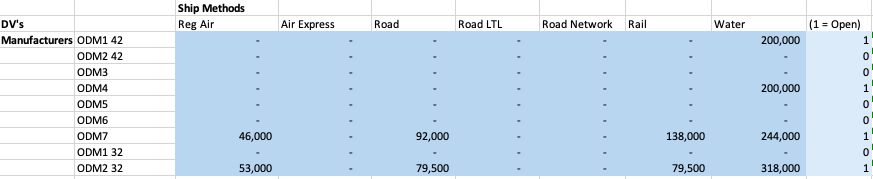 Ship Methods
DV's Reg Air Air Express Road Road LTL Road Network Rail Water (1 = Open)
Manufacturers ODM1 42 - - - - - - 200,000 1
ODM2 42 - - - - - - - 0
ODM3 - - - - - - - 0
ODM4 - - - - - - 200,000 1
ODM5 - - - - - - - 0
ODM6 - - - - - - - 0
ODM7 46,000 - 92,000 - - 138,000 244,000 1
ODM1 32 - - - - - - - 0
ODM2 32 53,000 - 79,500 - - 79,500 318,000 1